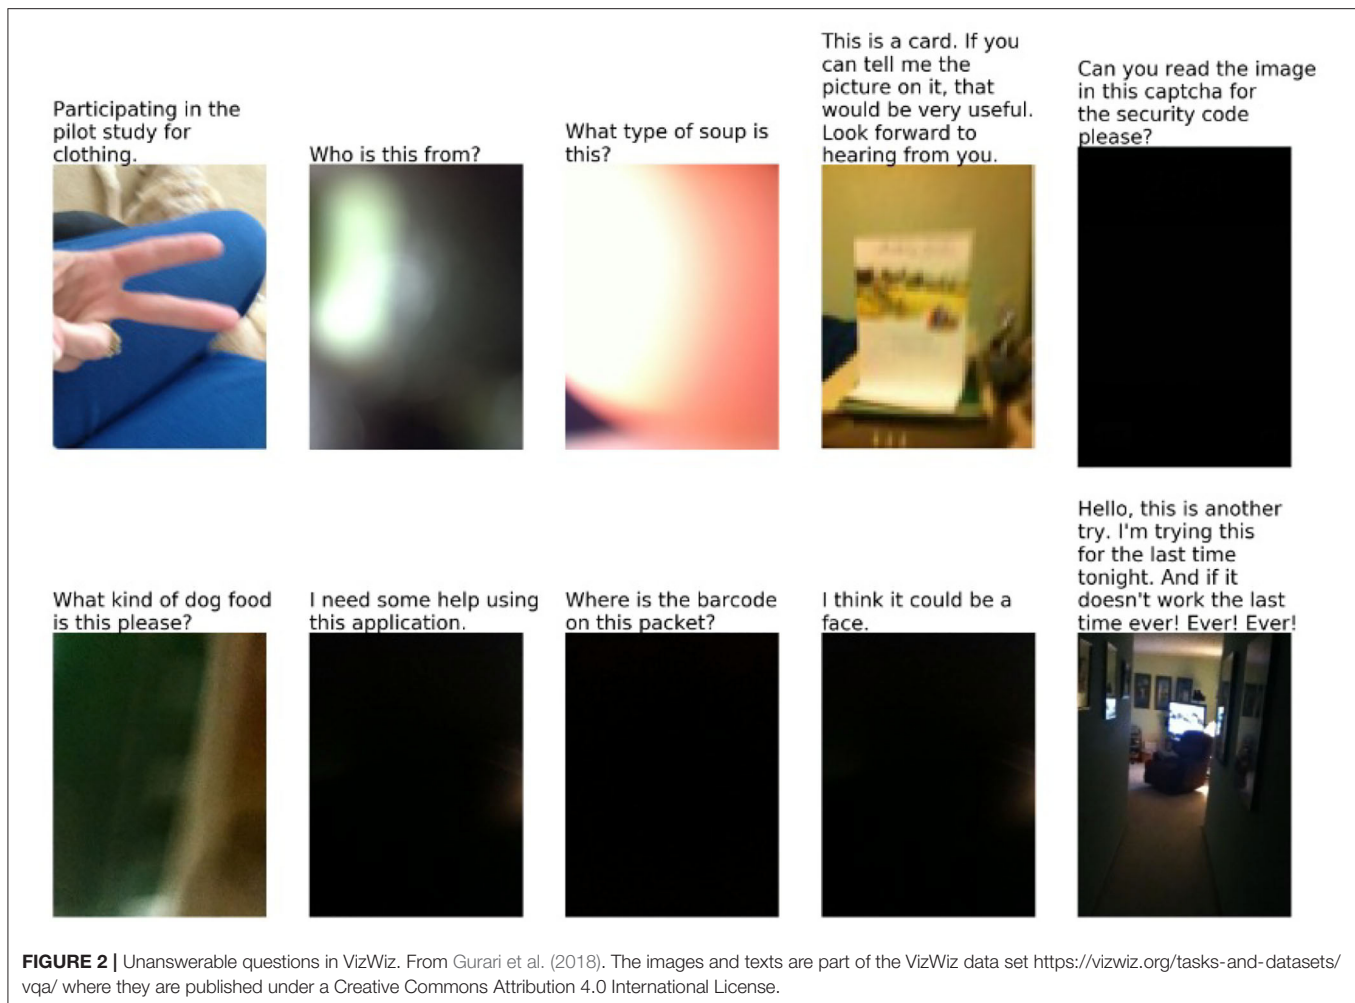 Participating in the
pilot study for
clothing.
Who is this from?
What type of soup is
this?
This is a card. If you
can tell me the
picture on it, that
would be very useful.
Look forward to
hearing from you.
Can you read the image
in this captcha for
the security code
please?
What kind of dog food
is this please?
I need some help using
this application.
Where is the barcode
on this packet?
I think it could be a
face.
Hello, this is another
try. I'm trying this
for the last time
tonight. And if it
doesn't work the last
time ever! Ever! Ever!
FIGURE 2 | Unanswerable questions in VizWiz. From Gurari et al. (2018). The images and texts are part of the VizWiz data set https://vizwiz.org/tasks-and-datasets/
vqa/ where they are published under a Creative Commons Attribution 4.0 International License.